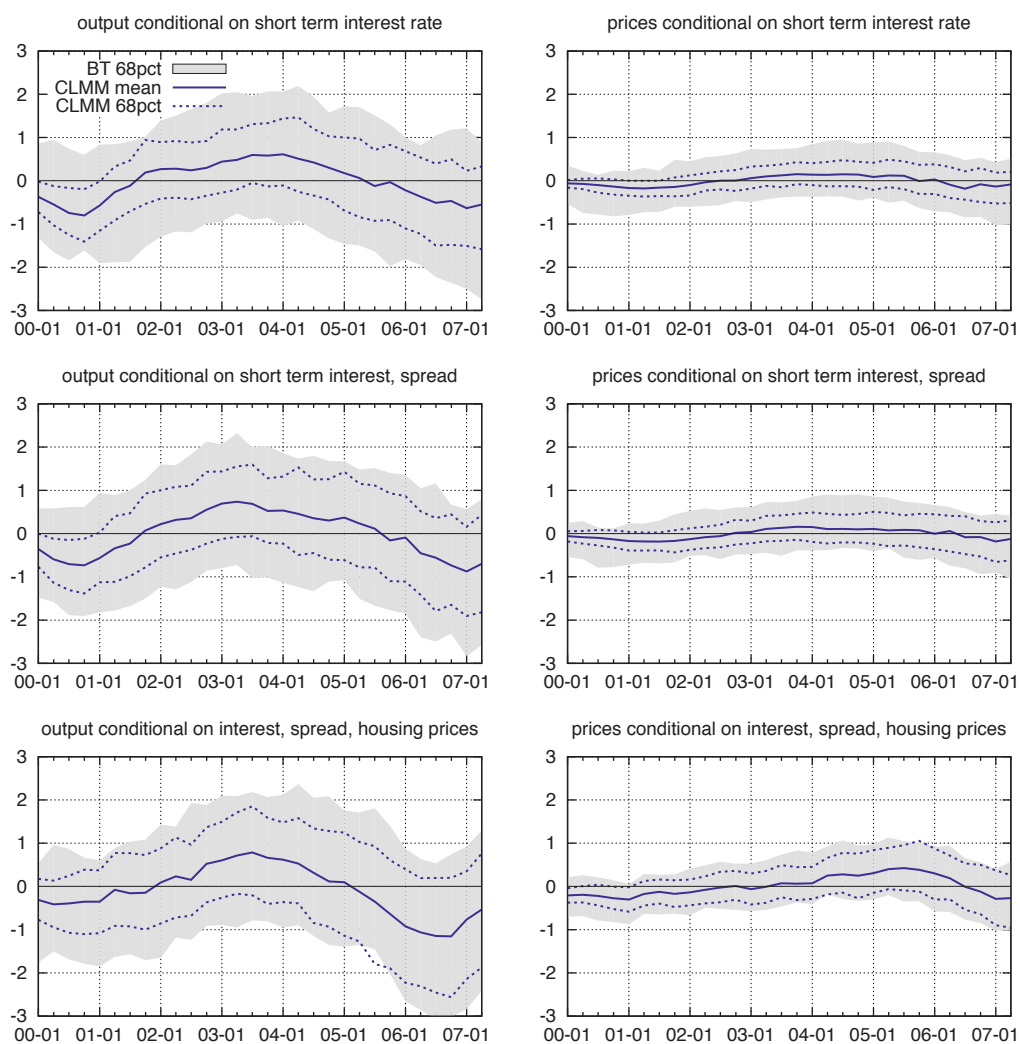 output conditional on short term interest rate
3
2
1
0
-1
-2
-3
BT 68pct
CLMM mean
CLMM 68pct
00-01 01-01 02-01 03-01 04-01 05-01 06-01 07-01
prices conditional on short term interest rate
3
2
1
0
-1
-2
-3
00-01 01-01 02-01 03-01 04-01 05-01 06-01 07-01
output conditional on short term interest, spread
3
2
1
0
-1
-2
-3
00-01 01-01 02-01 03-01 04-01 05-01 06-01 07-01
prices conditional on short term interest, spread
3
2
1
0
-1
-2
-3
00-01 01-01 02-01 03-01 04-01 05-01 06-01 07-01
output conditional on interest, spread, housing prices
3
2
1
0
-1
-2
-3
00-01 01-01 02-01 03-01 04-01 05-01 06-01 07-01
prices conditional on interest, spread, housing prices
3
2
1
0
-1
-2
-3
00-01 01-01 02-01 03-01 04-01 05-01 06-01 07-01